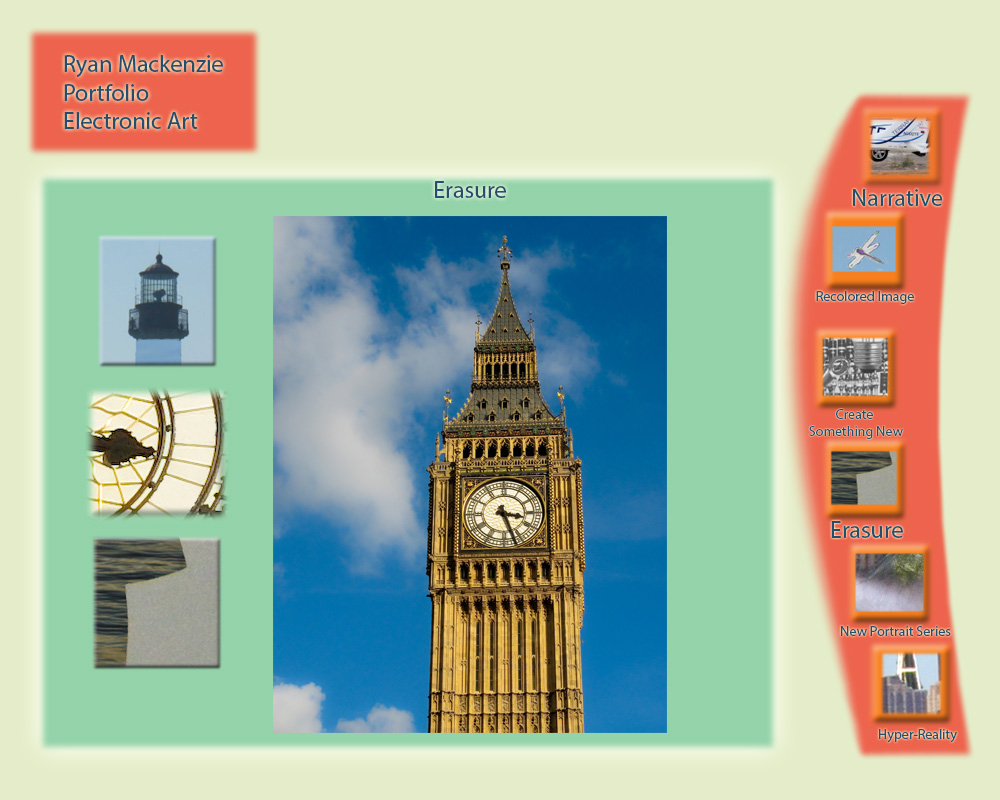 Ryan Mackenzie
Portfolio
Electronic Art
Erasure
Narrative
Recolored Image
Create
Something New
Erasure
New Portrait Series
Hyper-Reality